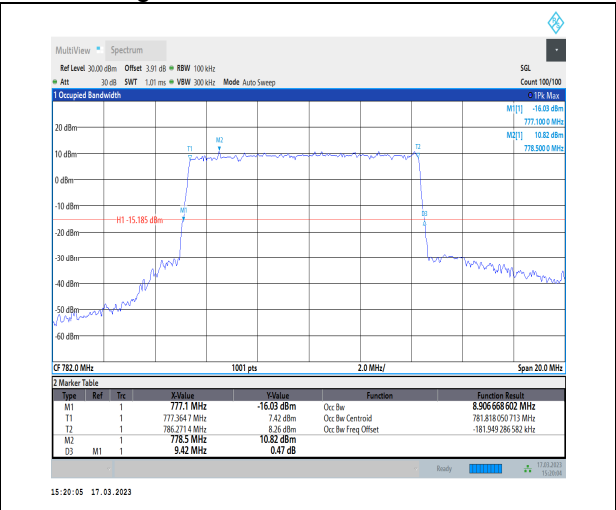 MultiView * Spectrum
Ref Level 30.00 dBm Offset 3.91 dB RBW 100 kHz SGL
Att 30 dB SWT 1.01 ms VBW 300 kHz Mode Auto Sweep Count 100/100
1 Occupied Bandwidth 1Pk Max
M1[1] -16.03 dBm
777.100 0 MHz
M2[1] 10.82 dBm
778.500 0 MHz
20 dBm
M2
T1 T2
10 dBm
0 dBm
-10 dBm
M1 D3
H1 -15.185 dBm
-20 dBm
-30 dBm
-40 dBm
-50 dBm
-60 dBm
CF 782.0 MHz 1001 pts 2.0 MHz/ Span 20.0 MHz
2 Marker Table
Type Ref Trc X-Value Y-Value Function Function Result
M1 1 777.1 MHz -16.03 dBm Occ Bw 8.906 668 602 MHz
T1 1 777.364 7 MHz 7.42 dBm Occ Bw Centroid 781.818 050 713 MHz
T2 1 786.271 4 MHz 8.26 dBm Occ Bw Freq Offset -181.949 286 582 kHz
M2 1 778.5 MHz 10.82 dBm
D3 M1 1 9.42 MHz 0.47 dB
Ready 17.03.2023
15:20:04
15:20:05 17.03.2023